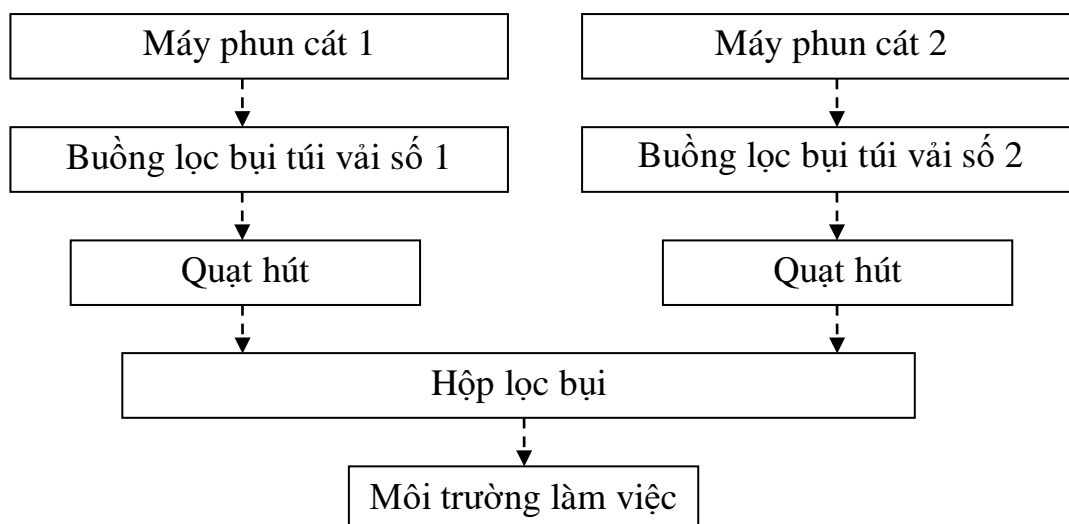 Máy phun cát 1
Máy phun cát 2
Buồng lọc bụi túi vải số 1
Buồng lọc bụi túi vải số 2
Quạt hút
Quạt hút
Hộp lọc bụi
Môi trường làm việc